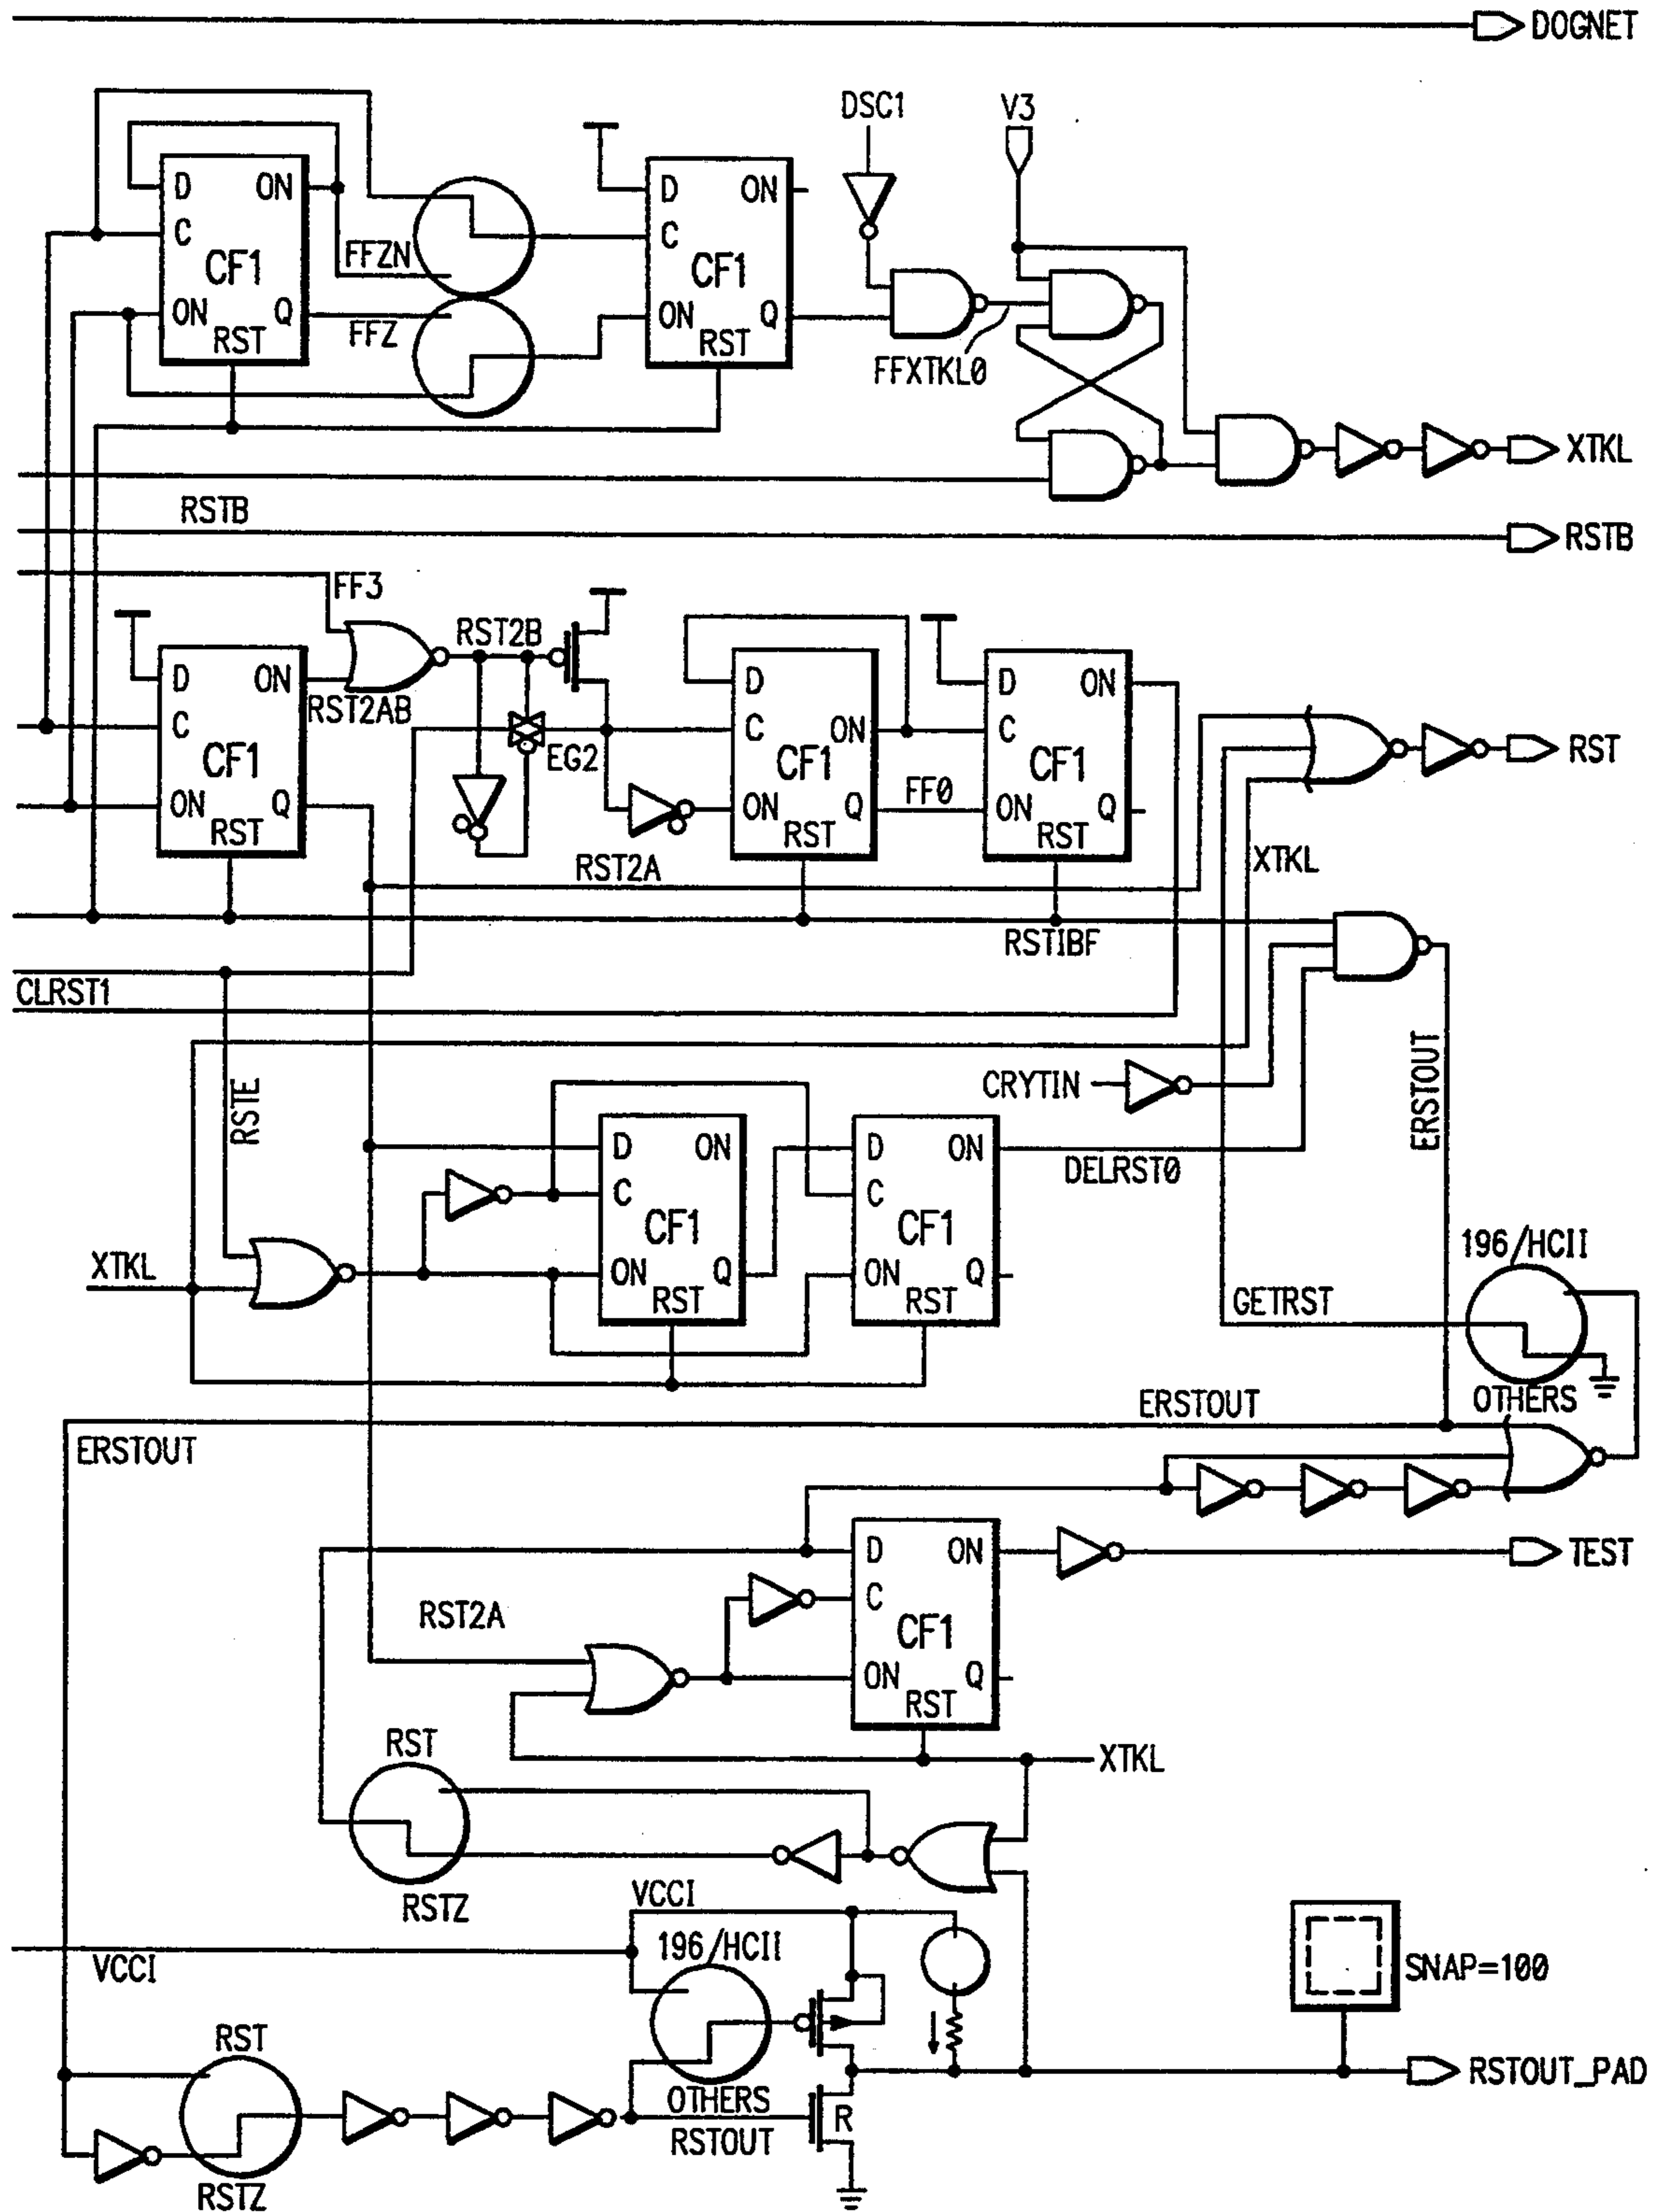 DOGNET
DSC1
V3
D
ON
C
CF1
ON
Q
RST
FFZN
FFZ
D
ON
C
CF1
ON
Q
RST
FFXTKL0
XTKL
RSTB
RSTB
FF3
RST2B
RST2AB
D
ON
C
CF1
ON
Q
RST
EG2
D
C
ON
CF1
ON
Q
RST
FF0
D
ON
C
CF1
ON
Q
RST
RST
RST2A
XTKL
RSTIBF
CLRST1
RSTE
CRYTIN
ERSTOUT
D
ON
C
CF1
ON
Q
RST
D
ON
C
CF1
ON
Q
RST
DELRST0
XTKL
196/HCII
GETRST
OTHERS
ERSTOUT
ERSTOUT
D
ON
C
CF1
ON
Q
RST
TEST
RST2A
XTKL
RST
RSTZ
VCCI
VCCI
196/HCII
OTHERS
RSTOUT
R
SNAP=100
RSTOUT_PAD
RST
RSTZ